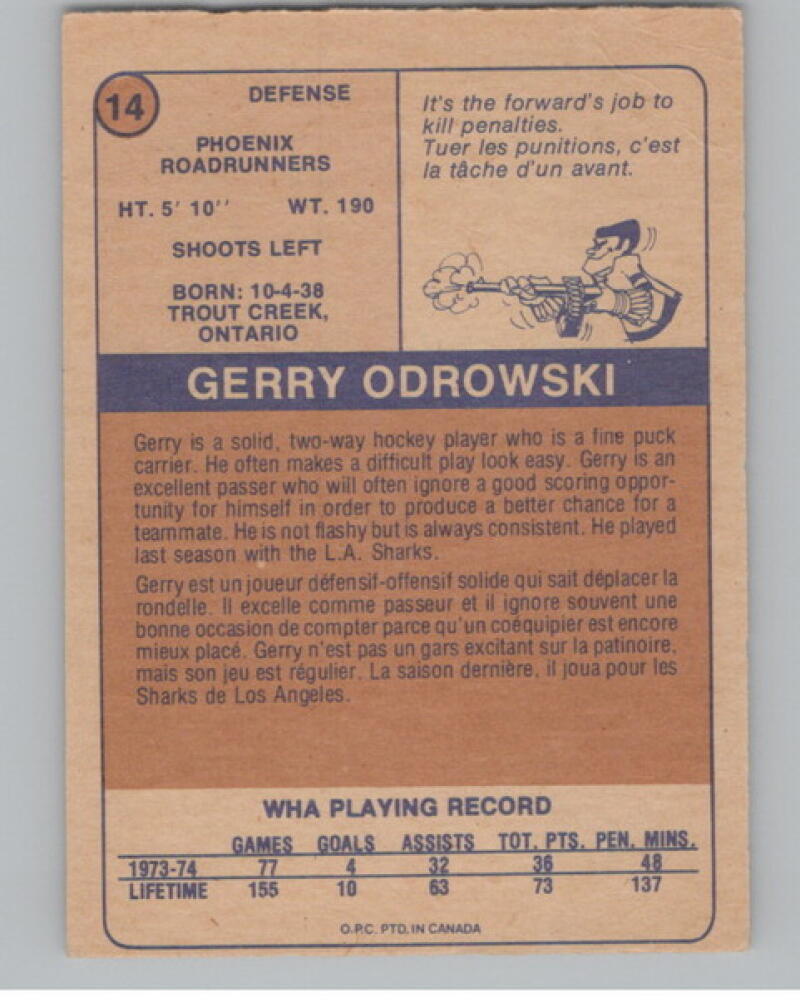 14
DEFENSE
PHOENIX
ROADRUNNERS
HT. 5' 10'' WT. 190
SHOOTS LEFT
BORN: 10-4-38
TROUT CREEK,
ONTARIO
It's the forward's job to
kill penalties.
Tuer les punitions, c'est
la tâche d'un avant.
GERRY ODROWSKI
Gerry is a solid, two-way hockey player who is a fine puck
carrier. He often makes a difficult play look easy. Gerry is an
excellent passer who will often ignore a good scoring oppor-
tunity for himself in order to produce a better chance for a
teammate. He is not flashy but is always consistent. He played
last season with the L.A. Sharks.
Gerry est un joueur défensif-offensif solide qui sait déplacer la
rondelle. Il excelle comme passeur et il ignore souvent une
bonne occasion de compter parce qu'un coéquipier est encore
mieux placé. Gerry n'est pas un gars excitant sur la patinoire,
mais son jeu est régulier. La saison dernière, il joua pour les
Sharks de Los Angeles.
WHA PLAYING RECORD
GAMES GOALS ASSISTS TOT. PTS. PEN. MINS.
1973-74 77 4 32 36 48
LIFETIME 155 10 63 73 137
O.P.C. PTD. IN CANADA